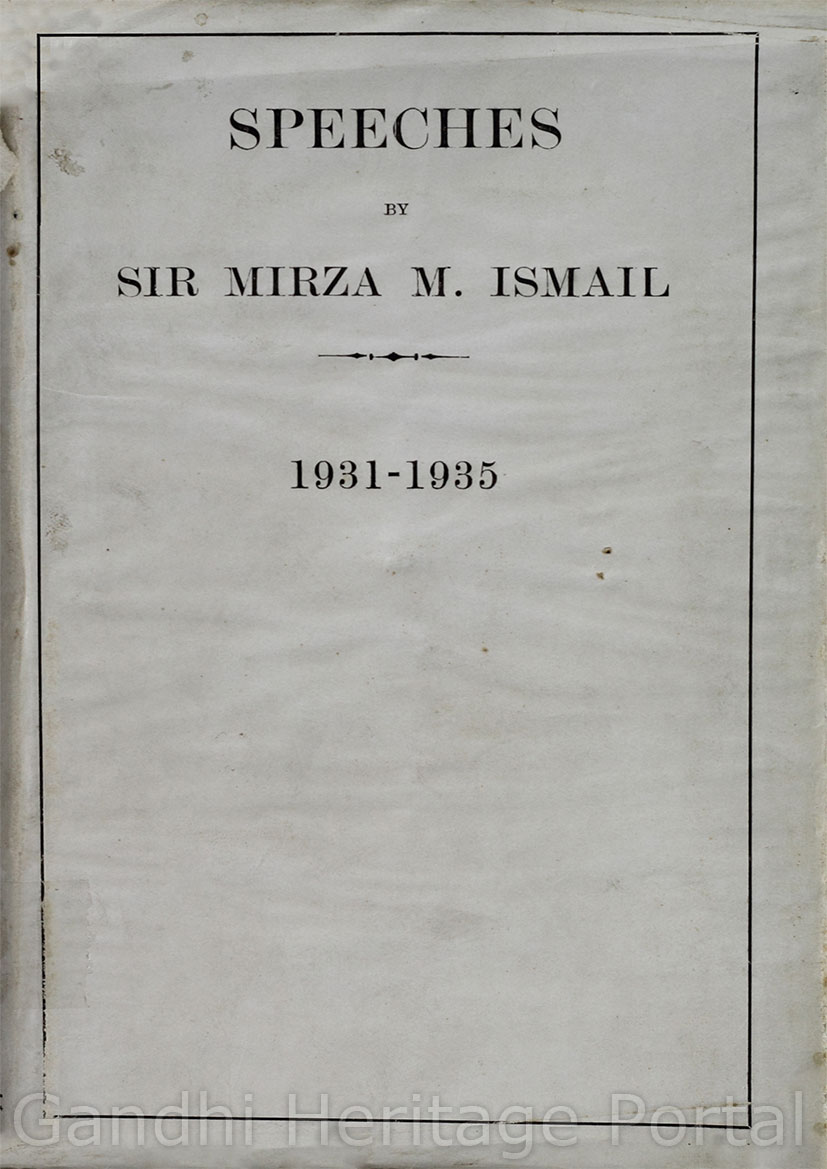 SPEECHES
BY
SIR MIRZA M. ISMAIL
1931-1935
Gandhi Heritage Portal